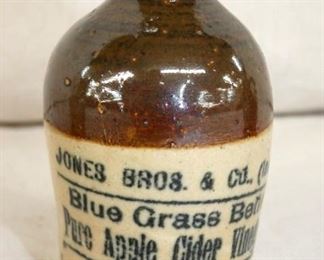 JONES BROS. & CO.
Blue Grass
Pure Apple Cider